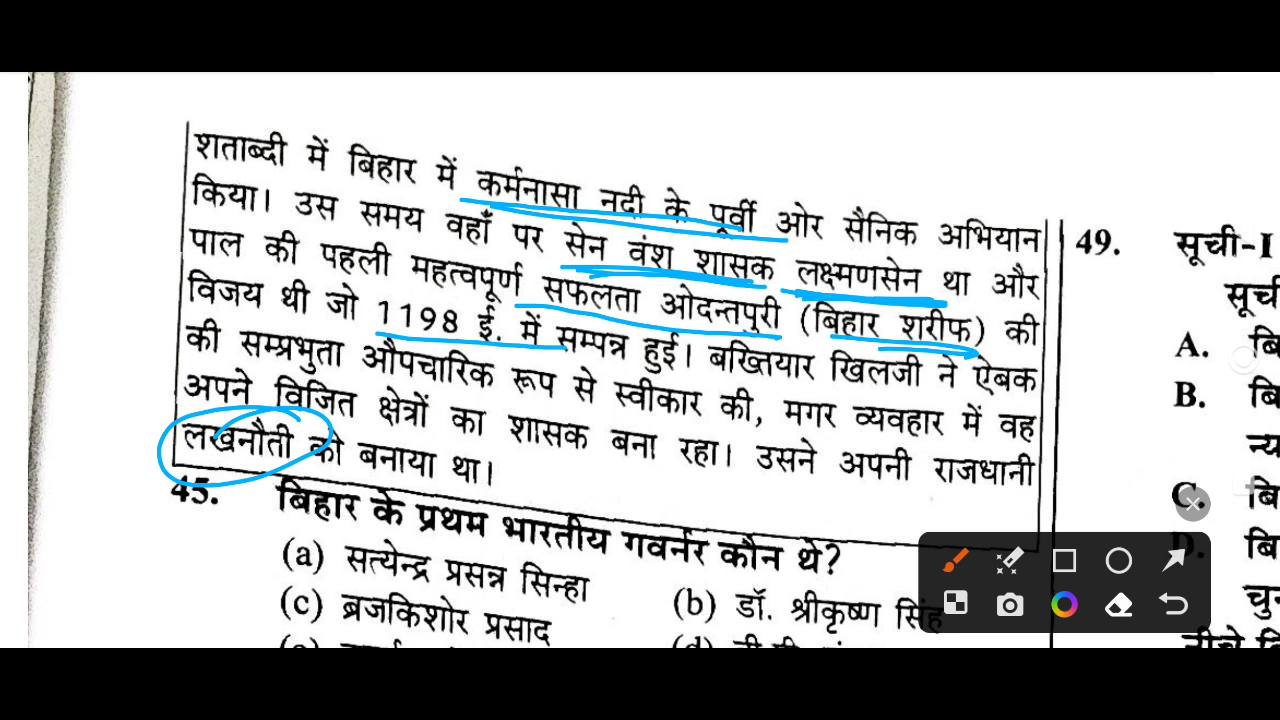 शताब्दी में बिहार में कर्मनासा नदी के पूर्वी ओर सैनिक अभियान
किया। उस समय वहाँ पर सेन वंश शासक लक्ष्मणसेन था और
पाल की पहली महत्वपूर्ण सफलता ओदन्तपुरी (बिहार शरीफ) की
विजय थी जो 1198 ई. में सम्पन्न हुई। बख्तियार खिलजी ने ऐबक
की सम्प्रभुता औपचारिक रूप से स्वीकार की, मगर व्यवहार में वह
अपने विजित क्षेत्रों का शासक बना रहा। उसने अपनी राजधानी
लखनौती को बनाया था।
45. बिहार के प्रथम भारतीय गवर्नर कौन थे?
(a) सत्येन्द्र प्रसन्न सिन्हा
(b) डॉ. श्रीकृष्ण सिंह
(c) ब्रजकिशोर प्रसाद
49. सूची-I
A.
B.
C.
D.